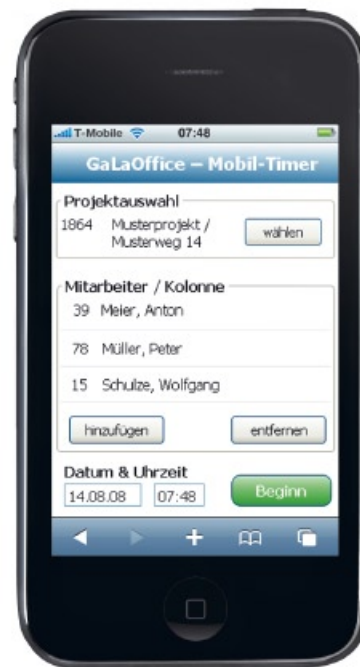 T-Mobile 07:48
GaLaOffice – Mobil-Timer
Projektauswahl
1864 Musterprojekt /
Musterweg 14
wählen
Mitarbeiter / Kolonne
39 Meier, Anton
78 Müller, Peter
15 Schulze, Wolfgang
hinzufügen entfernen
Datum & Uhrzeit
14.08.08 07:48 Beginn